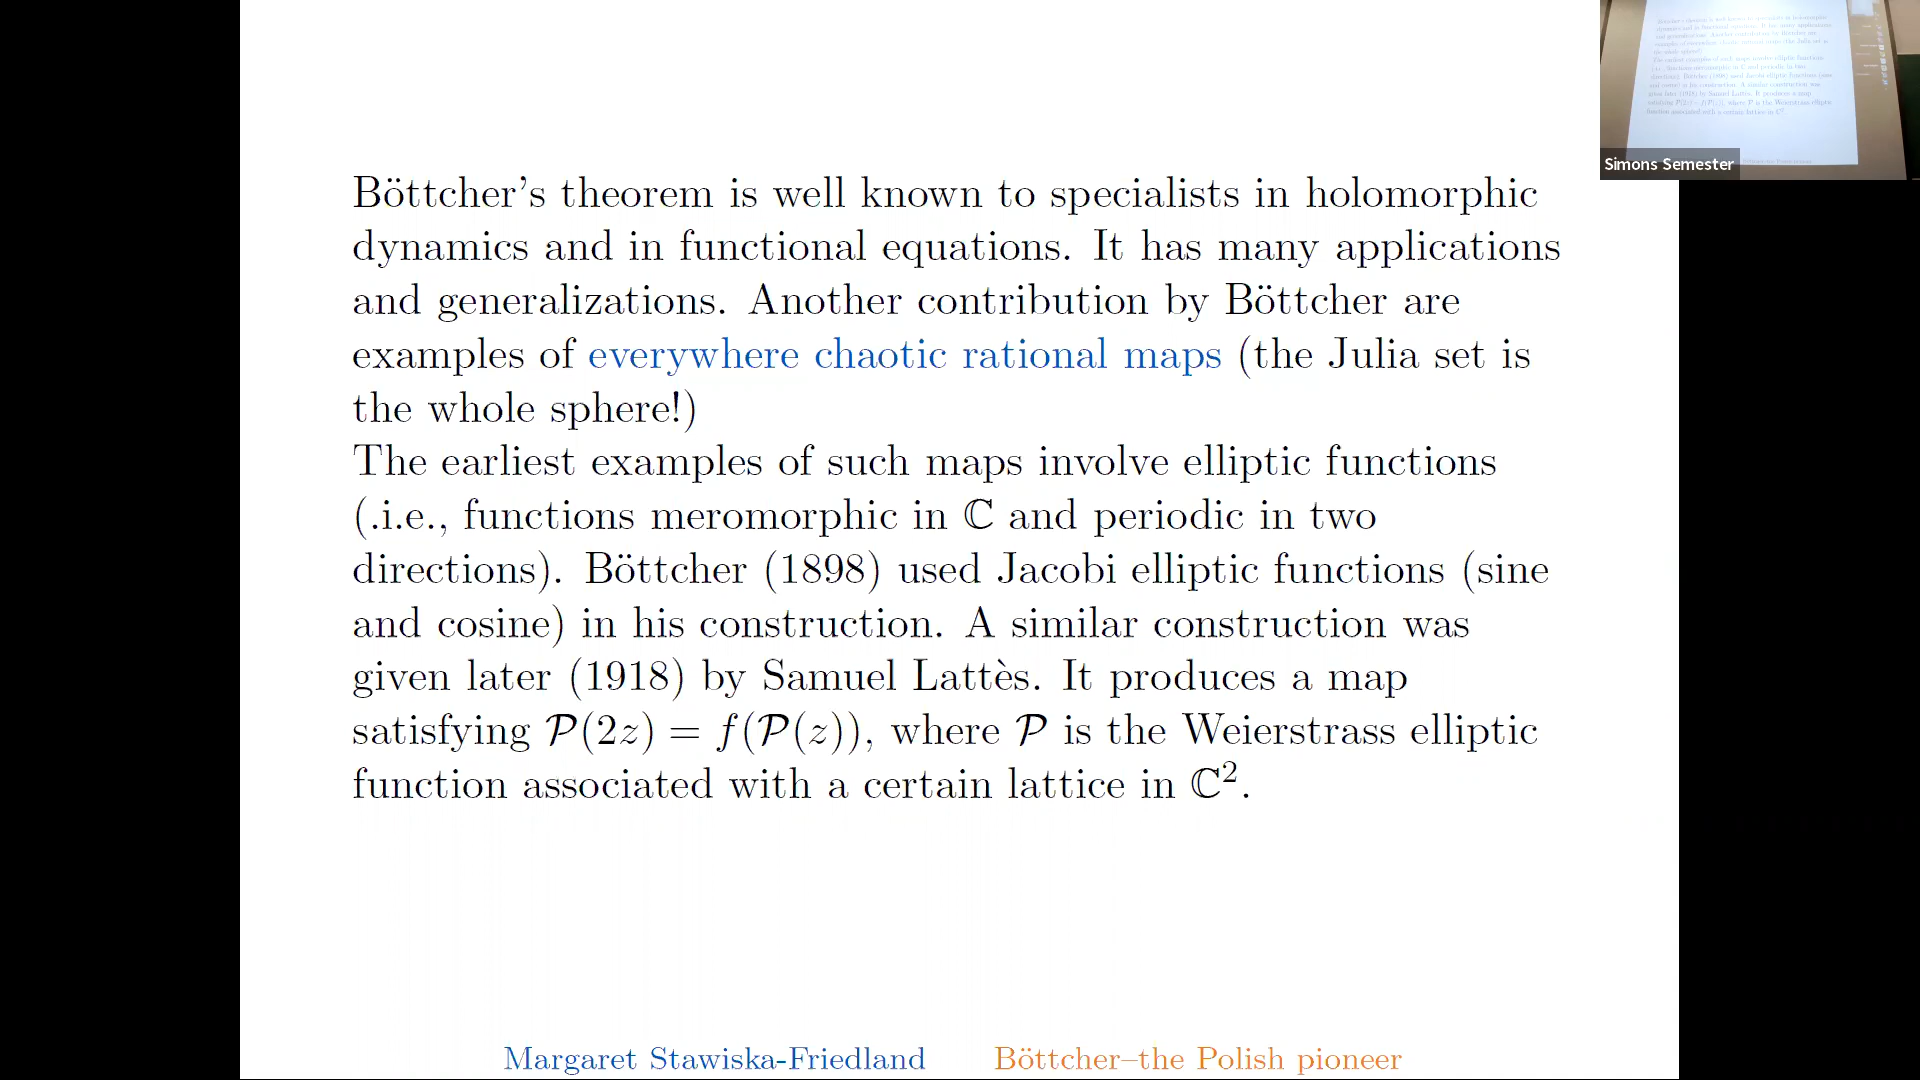 Böttcher's theorem is well known to specialists in holomorphic
dynamics and in functional equations. It has many applications
and generalizations. Another contribution by Böttcher are
examples of everywhere chaotic rational maps (the Julia set is
the whole sphere!)
The earliest examples of such maps involve elliptic functions
(.i.e., functions meromorphic in ℂ and periodic in two
directions). Böttcher (1898) used Jacobi elliptic functions (sine
and cosine) in his construction. A similar construction was
given later (1918) by Samuel Lattès. It produces a map
satisfying 𝒫(2z) = f(𝒫(z)), where 𝒫 is the Weierstrass elliptic
function associated with a certain lattice in ℂ².
Margaret Stawiska-Friedland Böttcher–the Polish pioneer
Simons Semester